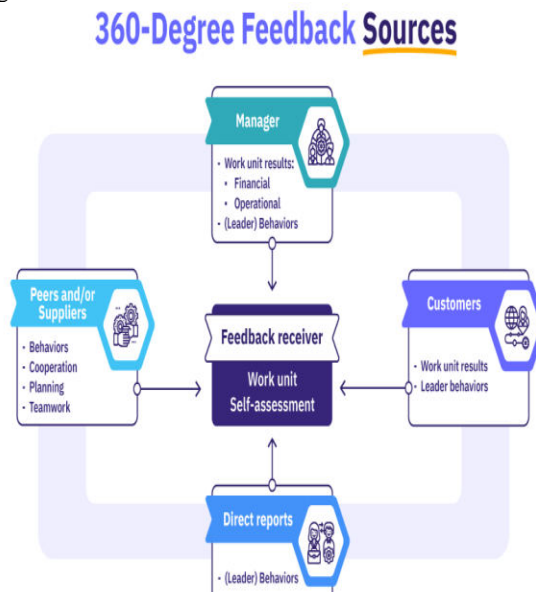 360-Degree Feedback Sources
Manager
· Work unit results:
• Financial
• Operational
· (Leader) Behaviors
Peers and/or
Suppliers
· Behaviors
· Cooperation
· Planning
· Teamwork
Feedback receiver
Work unit
Self-assessment
Customers
· Work unit results
· Leader behaviors
Direct reports
· (Leader) Behaviors